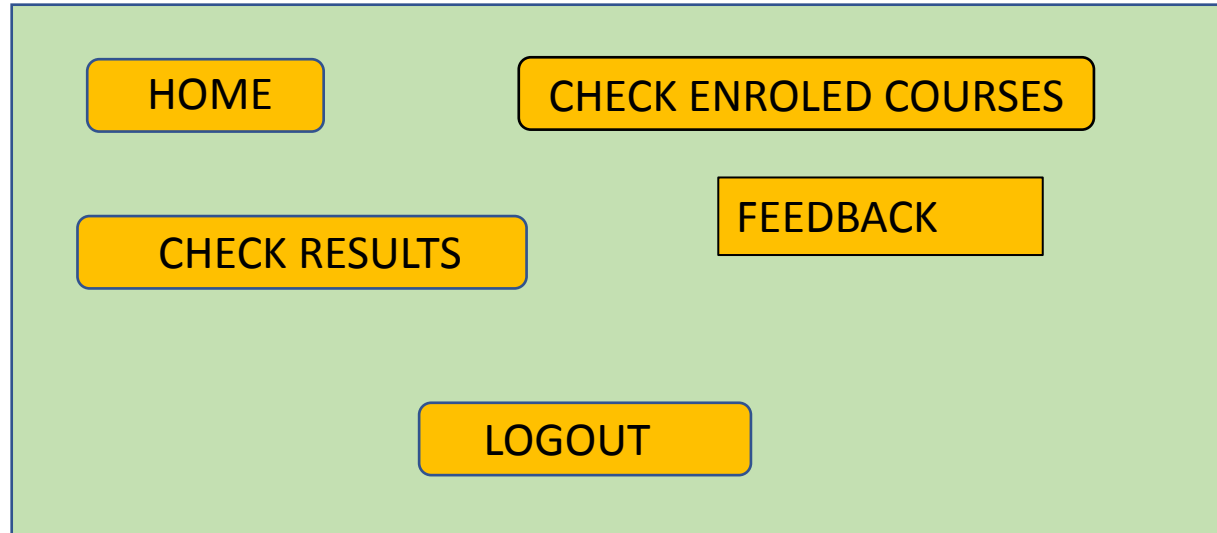 HOME
CHECK ENROLED COURSES
FEEDBACK
CHECK RESULTS
LOGOUT